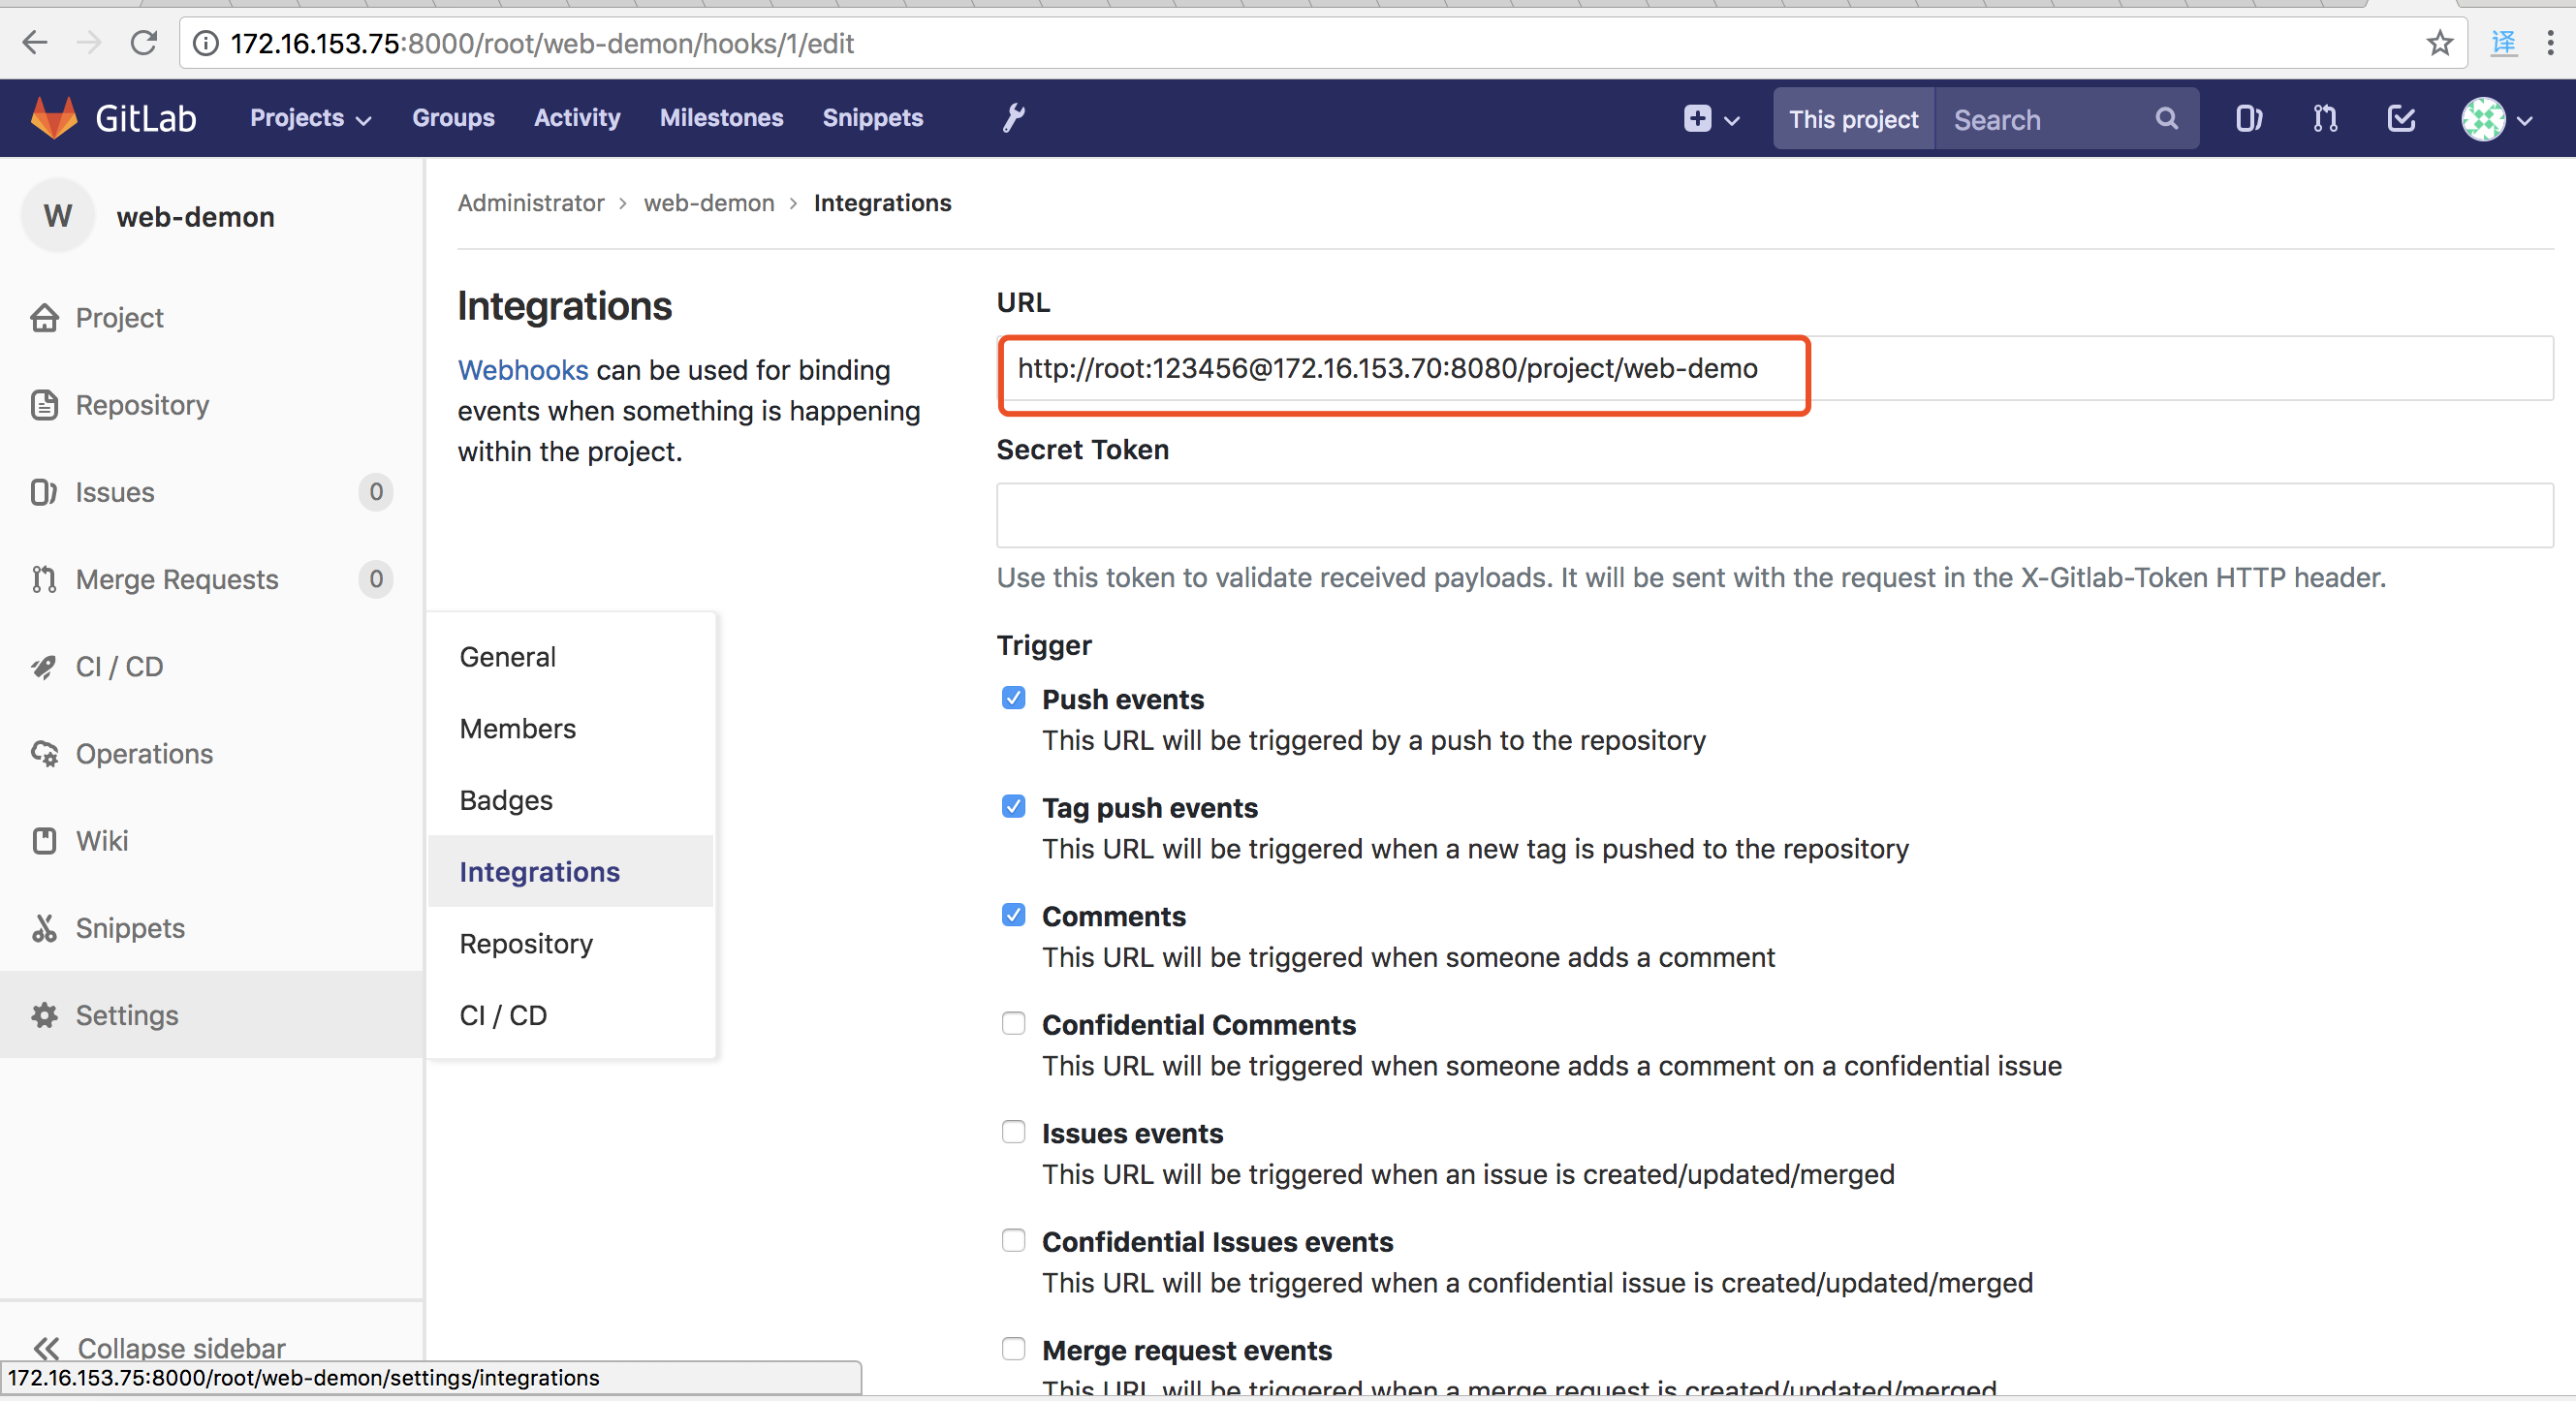 172.16.153.75:8000/root/web-demon/hooks/1/edit
译
GitLab
Projects
Groups
Activity
Milestones
Snippets
This project
Search
W
web-demon
Project
Repository
Issues
0
Merge Requests
0
CI / CD
Operations
Wiki
Snippets
Settings
Collapse sidebar
172.16.153.75:8000/root/web-demon/settings/integrations
General
Members
Badges
Integrations
Repository
CI / CD
Administrator > web-demon > Integrations
Integrations
Webhooks can be used for binding
events when something is happening
within the project.
URL
http://root:123456@172.16.153.70:8080/project/web-demo
Secret Token
Use this token to validate received payloads. It will be sent with the request in the X-Gitlab-Token HTTP header.
Trigger
Push events
This URL will be triggered by a push to the repository
Tag push events
This URL will be triggered when a new tag is pushed to the repository
Comments
This URL will be triggered when someone adds a comment
Confidential Comments
This URL will be triggered when someone adds a comment on a confidential issue
Issues events
This URL will be triggered when an issue is created/updated/merged
Confidential Issues events
This URL will be triggered when a confidential issue is created/updated/merged
Merge request events
This URL will be triggered when a merge request is created/updated/merged